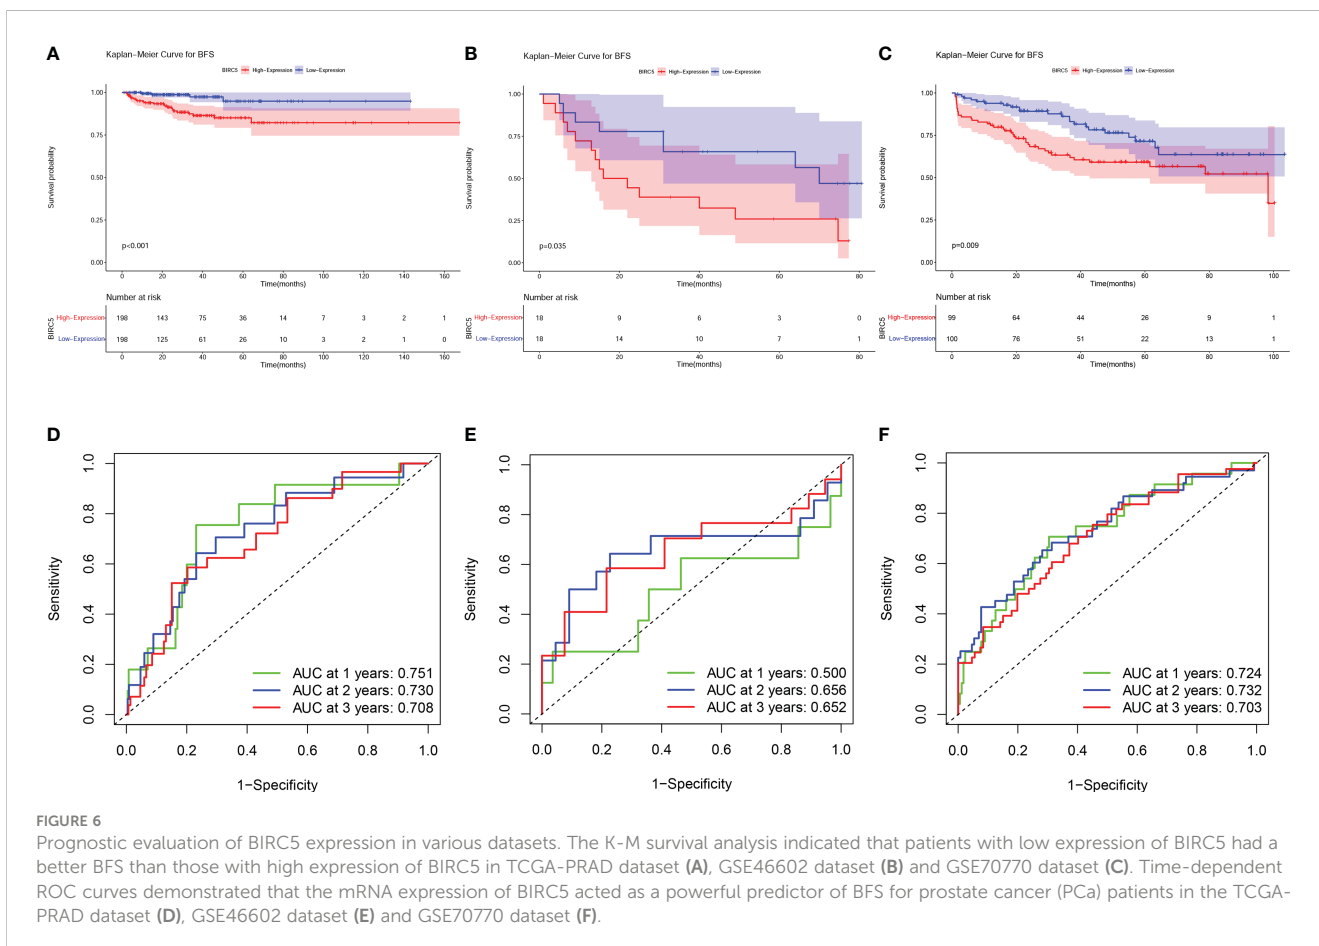 A
Kaplan−Meier Curve for BFS
BIRC5 High−Expression Low−Expression
1.00
0.75
0.50
0.25
0.00
Survival probability
p<0.001
0 20 40 60 80 100 120 140 160
Time(months)
Number at risk
BIRC5
High−Expression 198 143 75 36 14 7 3 2 1
Low−Expression 198 125 61 26 10 3 2 1 0
0 20 40 60 80 100 120 140 160
Time(months)
B
Kaplan−Meier Curve for BFS
BIRC5 High−Expression Low−Expression
1.00
0.75
0.50
0.25
0.00
Survival probability
p=0.035
0 20 40 60 80
Time(months)
Number at risk
BIRC5
High−Expression 18 9 6 3 0
Low−Expression 18 14 10 7 1
0 20 40 60 80
Time(months)
C
Kaplan−Meier Curve for BFS
BIRC5 High−Expression Low−Expression
1.00
0.75
0.50
0.25
0.00
Survival probability
p=0.009
0 20 40 60 80 100
Time(months)
Number at risk
BIRC5
High−Expression 99 64 44 26 9 1
Low−Expression 100 76 51 22 13 1
0 20 40 60 80 100
Time(months)
D
Sensitivity
1.0
0.8
0.6
0.4
0.2
0.0
AUC at 1 years: 0.751
AUC at 2 years: 0.730
AUC at 3 years: 0.708
0.0 0.2 0.4 0.6 0.8 1.0
1−Specificity
E
Sensitivity
1.0
0.8
0.6
0.4
0.2
0.0
AUC at 1 years: 0.500
AUC at 2 years: 0.656
AUC at 3 years: 0.652
0.0 0.2 0.4 0.6 0.8 1.0
1−Specificity
F
Sensitivity
1.0
0.8
0.6
0.4
0.2
0.0
AUC at 1 years: 0.724
AUC at 2 years: 0.732
AUC at 3 years: 0.703
0.0 0.2 0.4 0.6 0.8 1.0
1−Specificity
FIGURE 6
Prognostic evaluation of BIRC5 expression in various datasets. The K-M survival analysis indicated that patients with low expression of BIRC5 had a
better BFS than those with high expression of BIRC5 in TCGA-PRAD dataset (A), GSE46602 dataset (B) and GSE70770 dataset (C). Time-dependent
ROC curves demonstrated that the mRNA expression of BIRC5 acted as a powerful predictor of BFS for prostate cancer (PCa) patients in the TCGA-
PRAD dataset (D), GSE46602 dataset (E) and GSE70770 dataset (F).